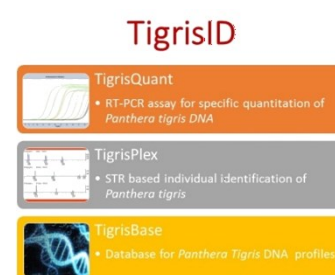 TigrisID
TigrisQuant
• RT-PCR assay for specific quantitation of
Panthera tigris DNA
TigrisPlex
• STR based individual identification of
Panthera tigris
TigrisBase
• Database for Panthera Tigris DNA profiles